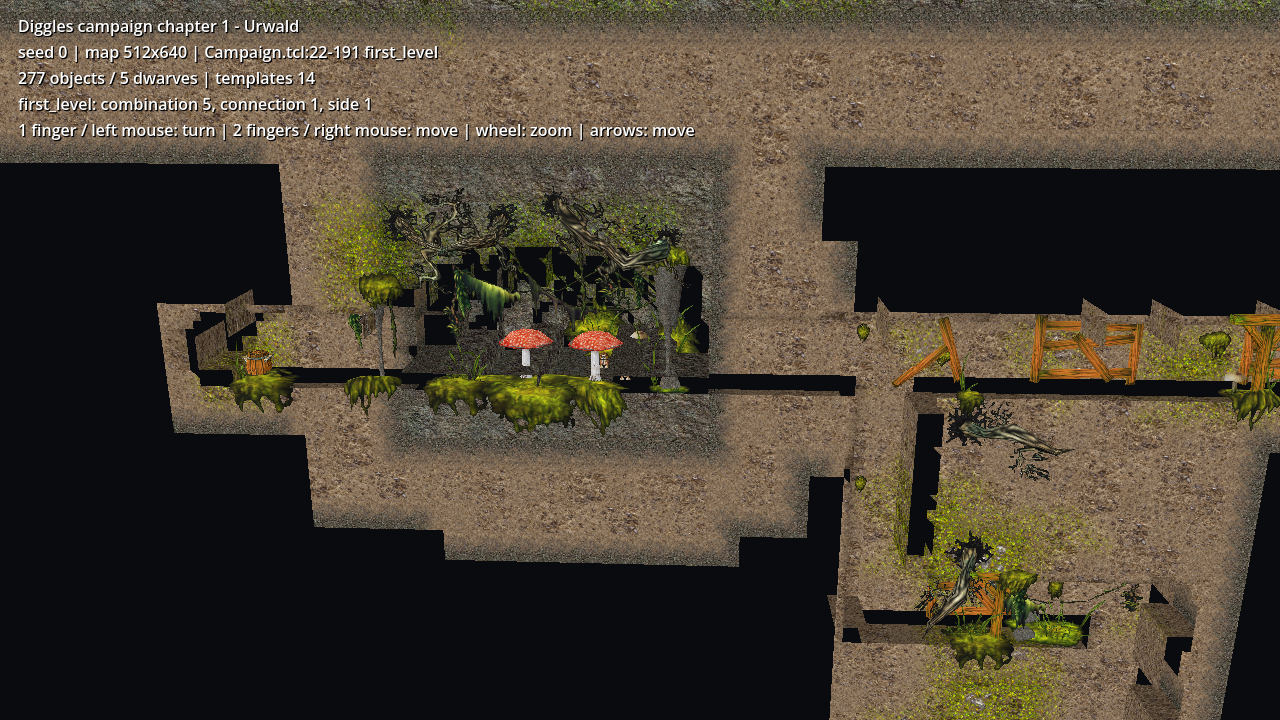 Diggles campaign chapter 1 - Urwald
seed 0 | map 512x640 | Campaign.tcl:22-191 first_level
277 objects / 5 dwarves | templates 14
first_level: combination 5, connection 1, side 1
1 finger / left mouse: turn | 2 fingers / right mouse: move | wheel: zoom | arrows: move